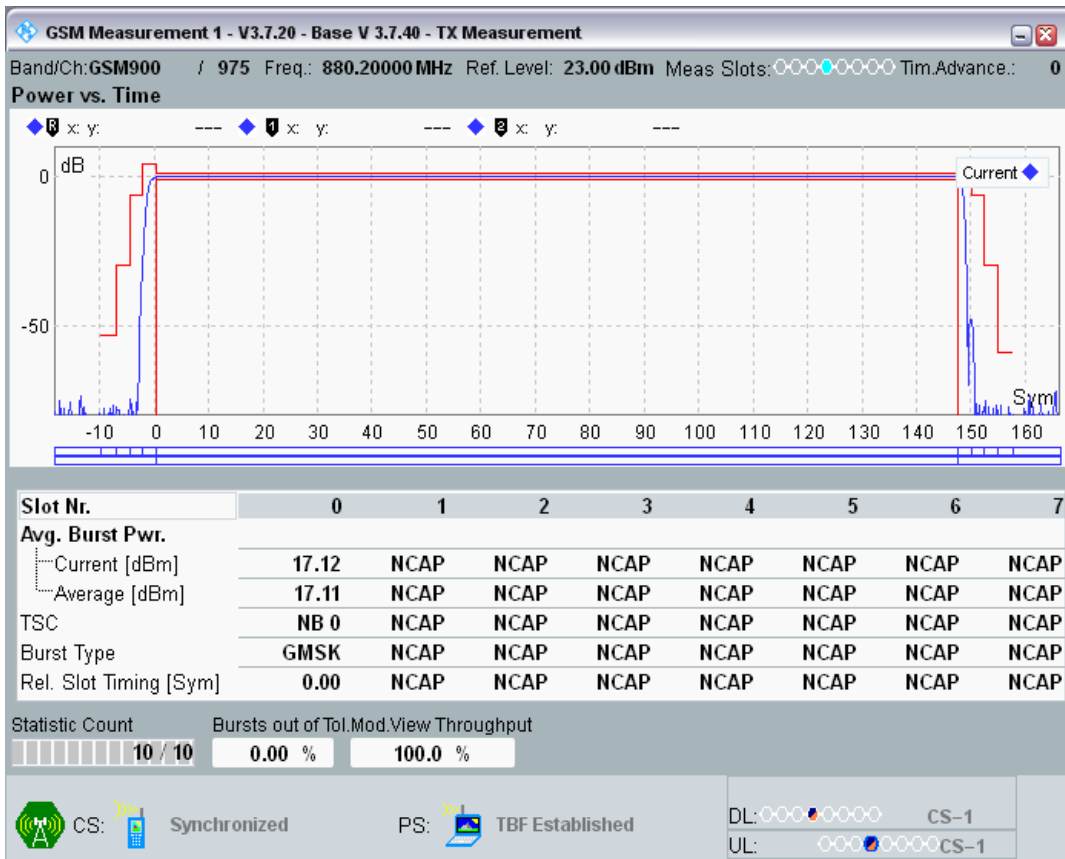 GSM Measurement 1 - V3.7.20 - Base V 3.7.40 - TX Measurement
Band/Ch:GSM900 / 975 Freq.: 880.20000 MHz Ref. Level: 23.00 dBm Meas Slots: Tim.Advance.: 0
Power vs. Time
R x: y: --- 1 x: y: --- 2 x: y: ---
dB
Current
0
-50
Sym
-10 0 10 20 30 40 50 60 70 80 90 100 110 120 130 140 150 160
Slot Nr. 0 1 2 3 4 5 6 7
Avg. Burst Pwr.
Current [dBm] 17.12 NCAP NCAP NCAP NCAP NCAP NCAP NCAP
Average [dBm] 17.11 NCAP NCAP NCAP NCAP NCAP NCAP NCAP
TSC NB 0 NCAP NCAP NCAP NCAP NCAP NCAP NCAP
Burst Type GMSK NCAP NCAP NCAP NCAP NCAP NCAP NCAP
Rel. Slot Timing [Sym] 0.00 NCAP NCAP NCAP NCAP NCAP NCAP NCAP
Statistic Count Bursts out of Tol.Mod.View Throughput
10 / 10 0.00 % 100.0 %
CS: Synchronized PS: TBF Established
DL: CS-1
UL: CS-1